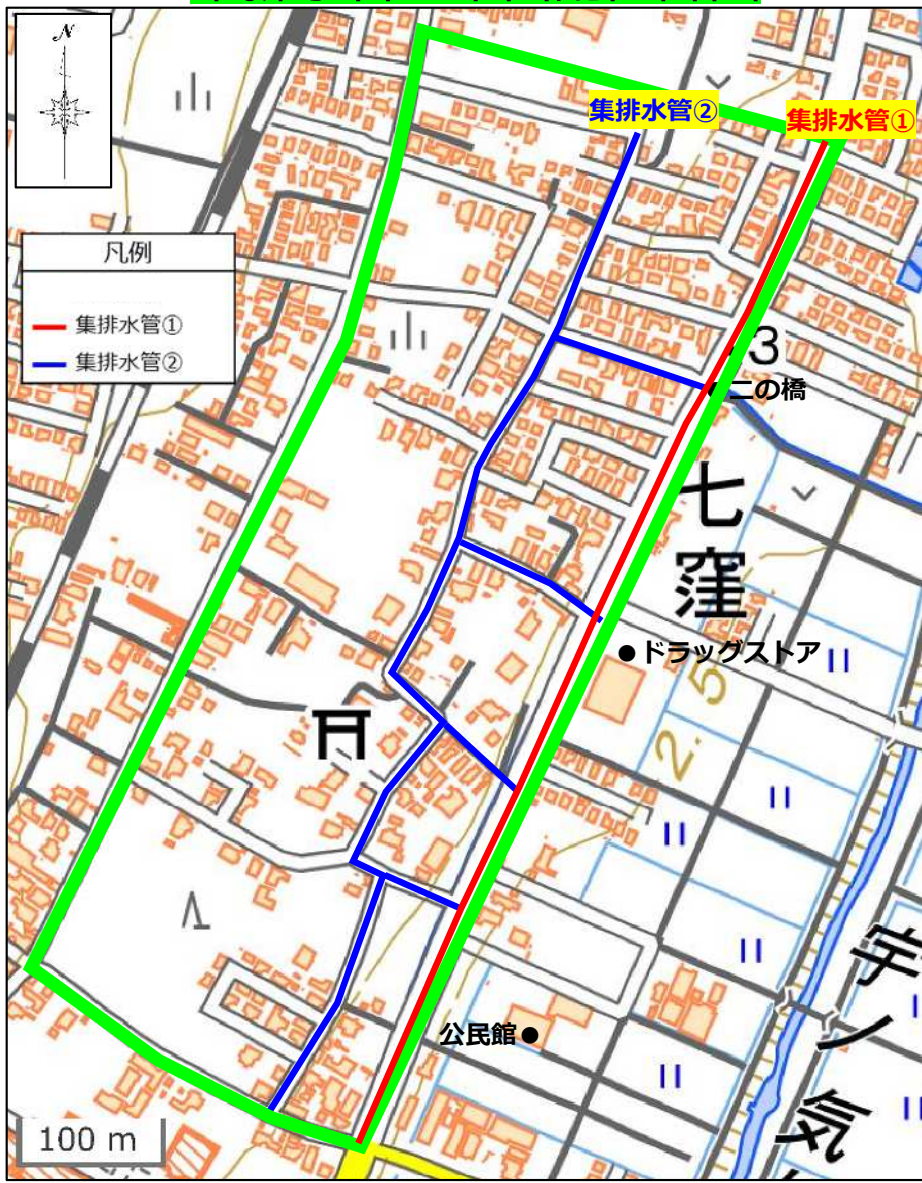 N
集排水管②
集排水管①
凡例
集排水管①
集排水管②
3
二の橋
七窪
●ドラッグストア
2.5
公民館●
宇ノ気
100 m